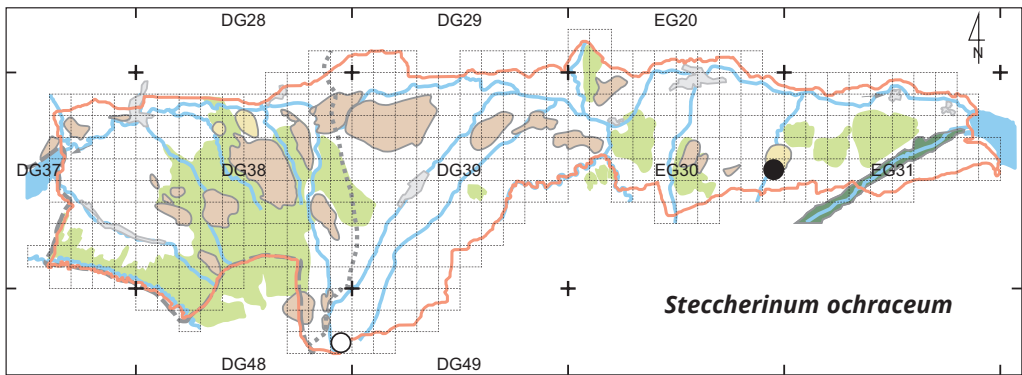 DG28 DG29 EG20
N
DG37 DG38 DG39 EG30 EG31
Steccherinum ochraceum
DG48 DG49